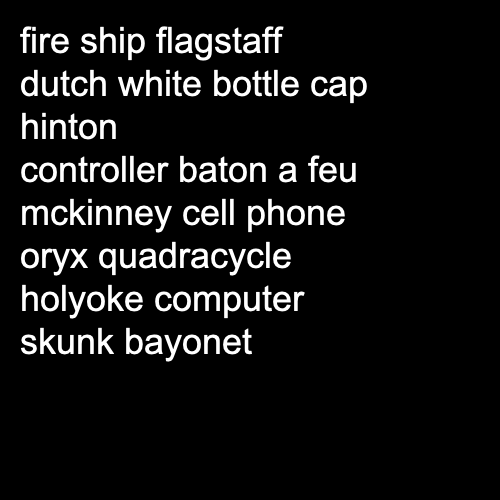 fire ship flagstaff
dutch white bottle cap
hinton
controller baton a feu
mckinney cell phone
oryx quadracycle
holyoke computer
skunk bayonet